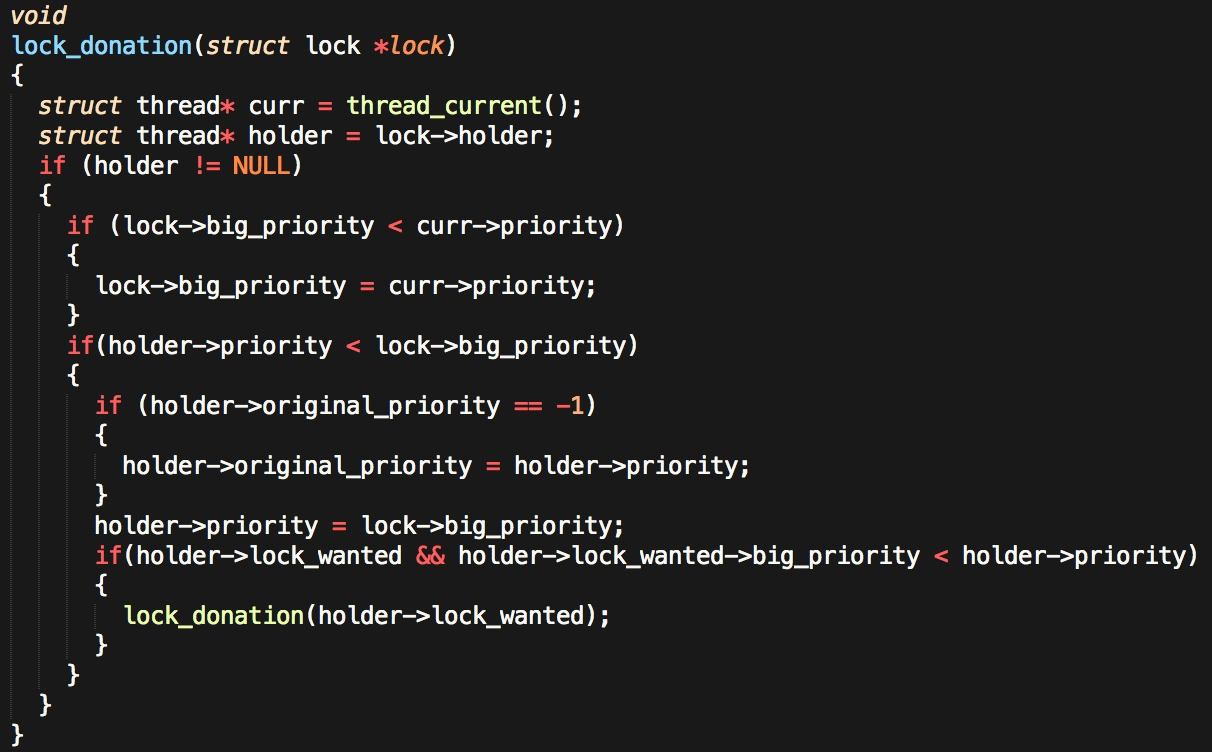 void
lock_donation(struct lock *lock)
{
  struct thread* curr = thread_current();
  struct thread* holder = lock->holder;
  if (holder != NULL)
  {
    if (lock->big_priority < curr->priority)
    {
      lock->big_priority = curr->priority;
    }
    if(holder->priority < lock->big_priority)
    {
      if (holder->original_priority == -1)
      {
        holder->original_priority = holder->priority;
      }
      holder->priority = lock->big_priority;
      if(holder->lock_wanted && holder->lock_wanted->big_priority < holder->priority)
      {
        lock_donation(holder->lock_wanted);
      }
    }
  }
}